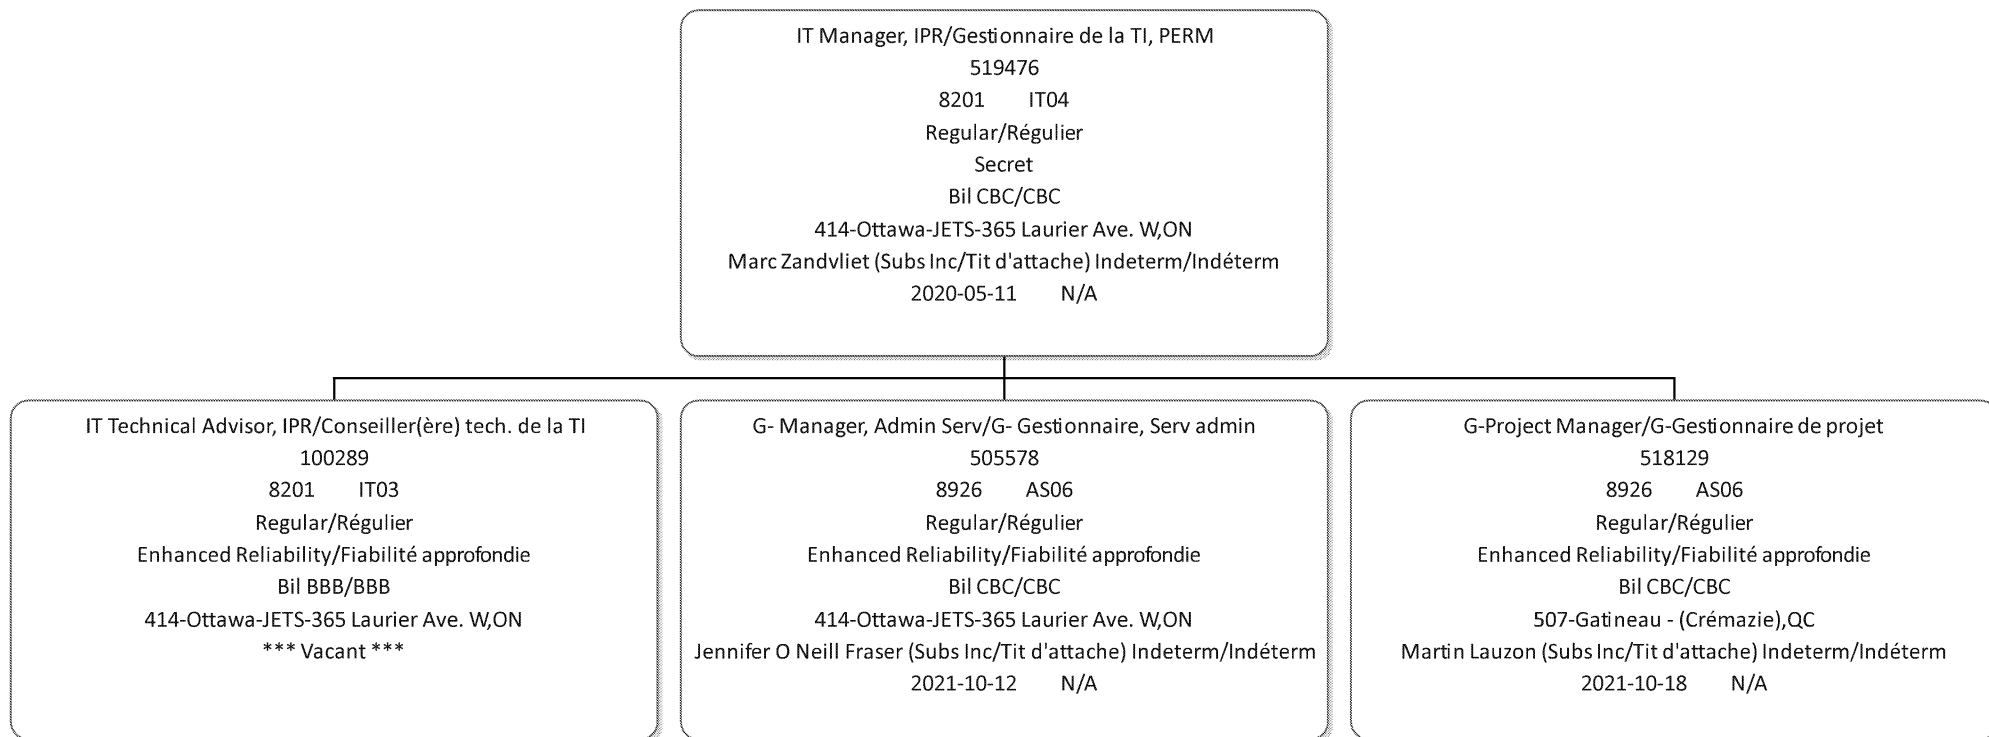 IT Manager, IPR/Gestionnaire de la TI, PERM
519476
8201 IT04
Regular/Régulier
Secret
Bil CBC/CBC
414-Ottawa-JETS-365 Laurier Ave. W,ON
Marc Zandvliet (Subs Inc/Tit d'attache) Indeterm/Indéterm
2020-05-11 N/A
IT Technical Advisor, IPR/Conseiller(ère) tech. de la TI
100289
8201 IT03
Regular/Régulier
Enhanced Reliability/Fiabilité approfondie
Bil BBB/BBB
414-Ottawa-JETS-365 Laurier Ave. W,ON
*** Vacant ***
G- Manager, Admin Serv/G- Gestionnaire, Serv admin
505578
8926 AS06
Regular/Régulier
Enhanced Reliability/Fiabilité approfondie
Bil CBC/CBC
414-Ottawa-JETS-365 Laurier Ave. W,ON
Jennifer O Neill Fraser (Subs Inc/Tit d'attache) Indeterm/Indéterm
2021-10-12 N/A
G-Project Manager/G-Gestionnaire de projet
518129
8926 AS06
Regular/Régulier
Enhanced Reliability/Fiabilité approfondie
Bil CBC/CBC
507-Gatineau - (Crémazie),QC
Martin Lauzon (Subs Inc/Tit d'attache) Indeterm/Indéterm
2021-10-18 N/A